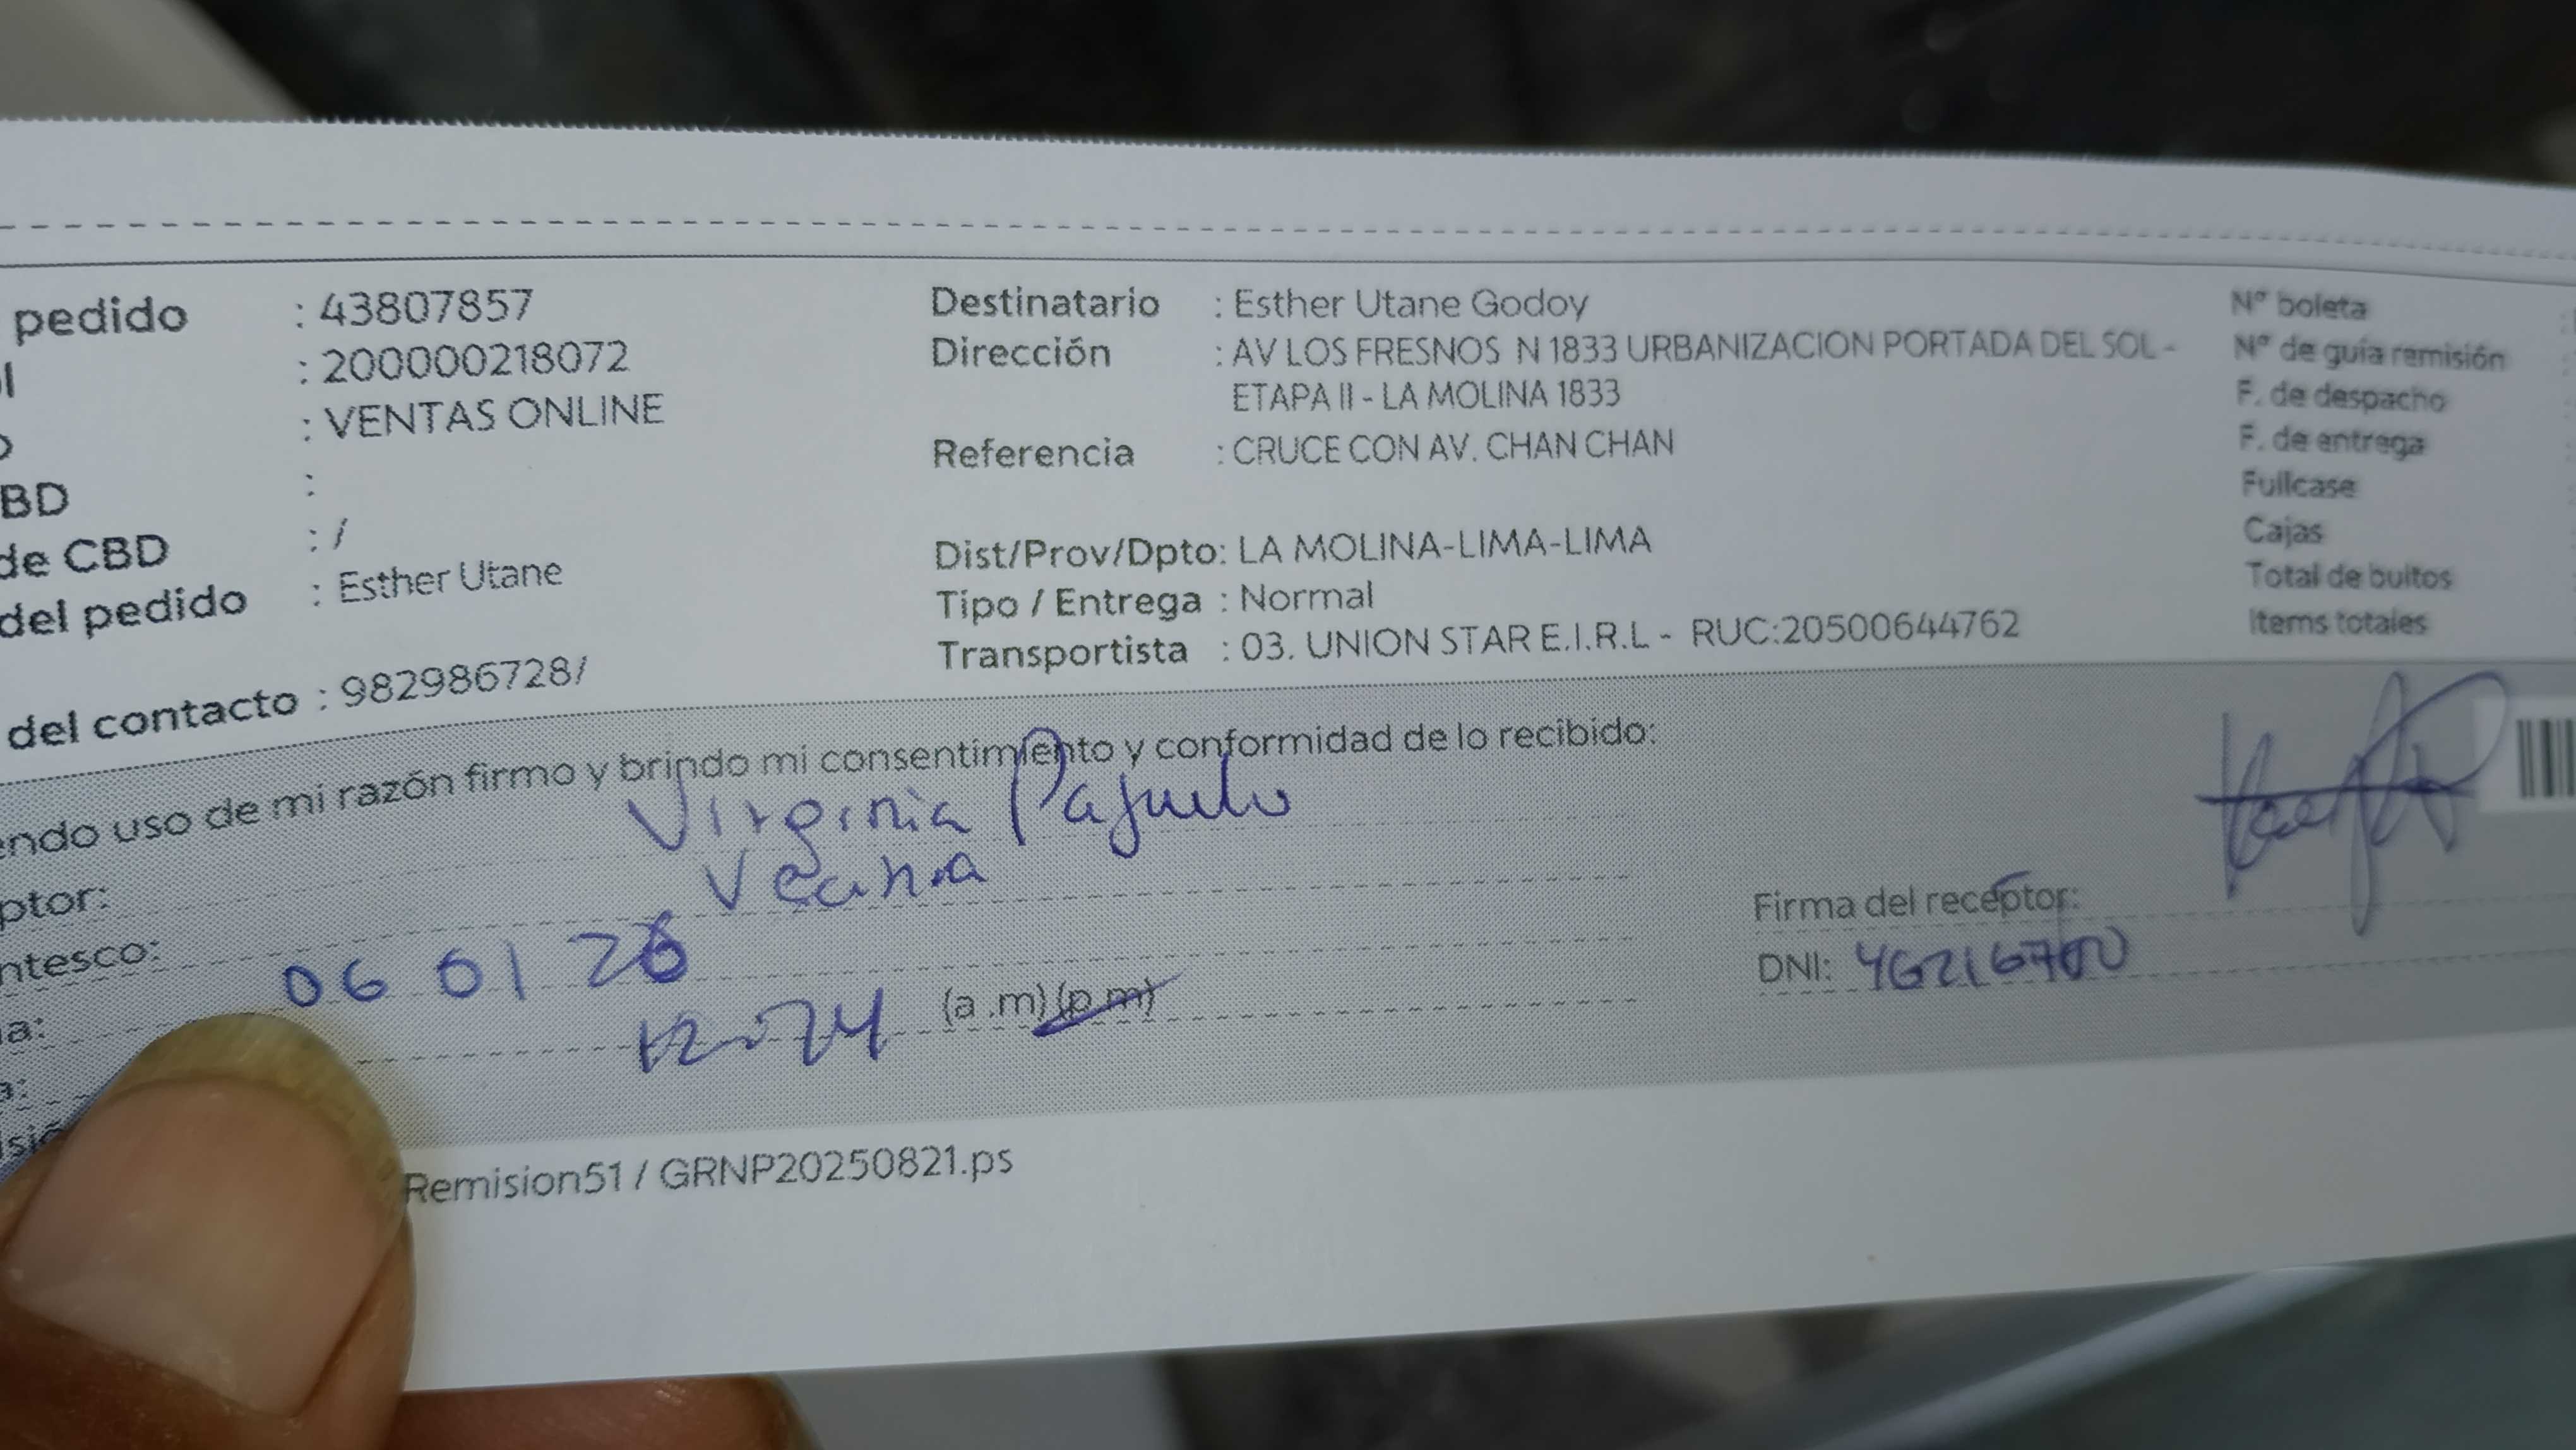 pedido : 43807857
: 200000218072
: VENTAS ONLINE
BD :
de CBD : /
del pedido : Esther Utane
del contacto : 982986728/
Destinatario : Esther Utane Godoy
Dirección : AV LOS FRESNOS N 1833 URBANIZACION PORTADA DEL SOL -
ETAPA II - LA MOLINA 1833
Referencia : CRUCE CON AV. CHAN CHAN
Dist/Prov/Dpto: LA MOLINA-LIMA-LIMA
Tipo / Entrega : Normal
Transportista : 03. UNION STAR E.I.R.L - RUC:20500644762
Nº boleta
Nº de guía remisión
F. de despacho
F. de entrega
Fullcase
Cajas
Total de bultos
Items totales
endo uso de mi razón firmo y brindo mi consentimiento y conformidad de lo recibido:
ptor: Virginia Pajuelo
ntesco: Vecina
a: 06 01 26
a: 12:24 (a .m) (p.m)
Firma del receptor:
DNI:
Remision51 / GRNP20250821.ps